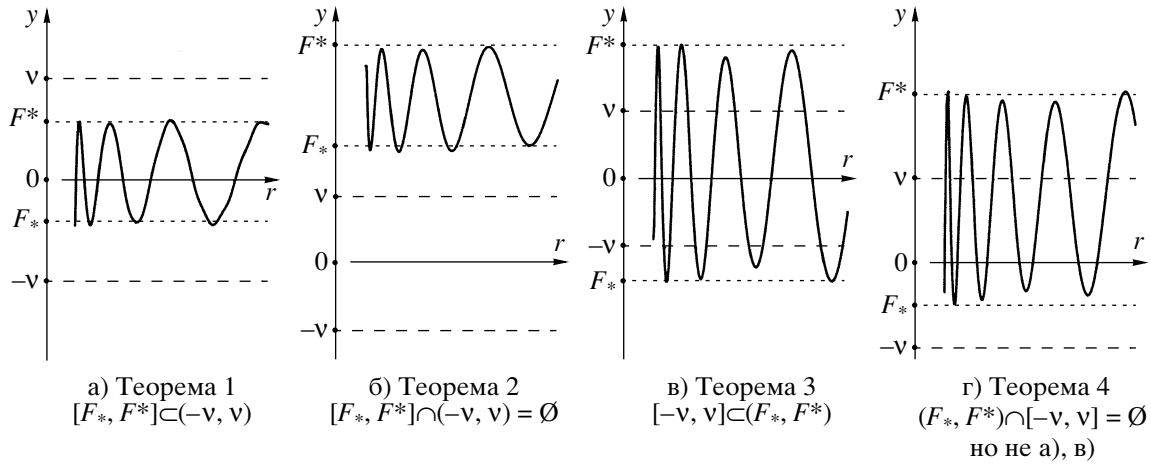 y
ν
F*
0
F*
−ν
r
а) Теорема 1
[F*, F*]⊂(−ν, ν)
y
F*
F*
ν
0
−ν
r
б) Теорема 2
[F*, F*]∩(−ν, ν) = Ø
y
F*
ν
0
−ν
F*
r
в) Теорема 3
[−ν, ν]⊂(F*, F*)
y
F*
ν
0
F*
−ν
r
г) Теорема 4
(F*, F*)∩[−ν, ν] = Ø
но не а), в)